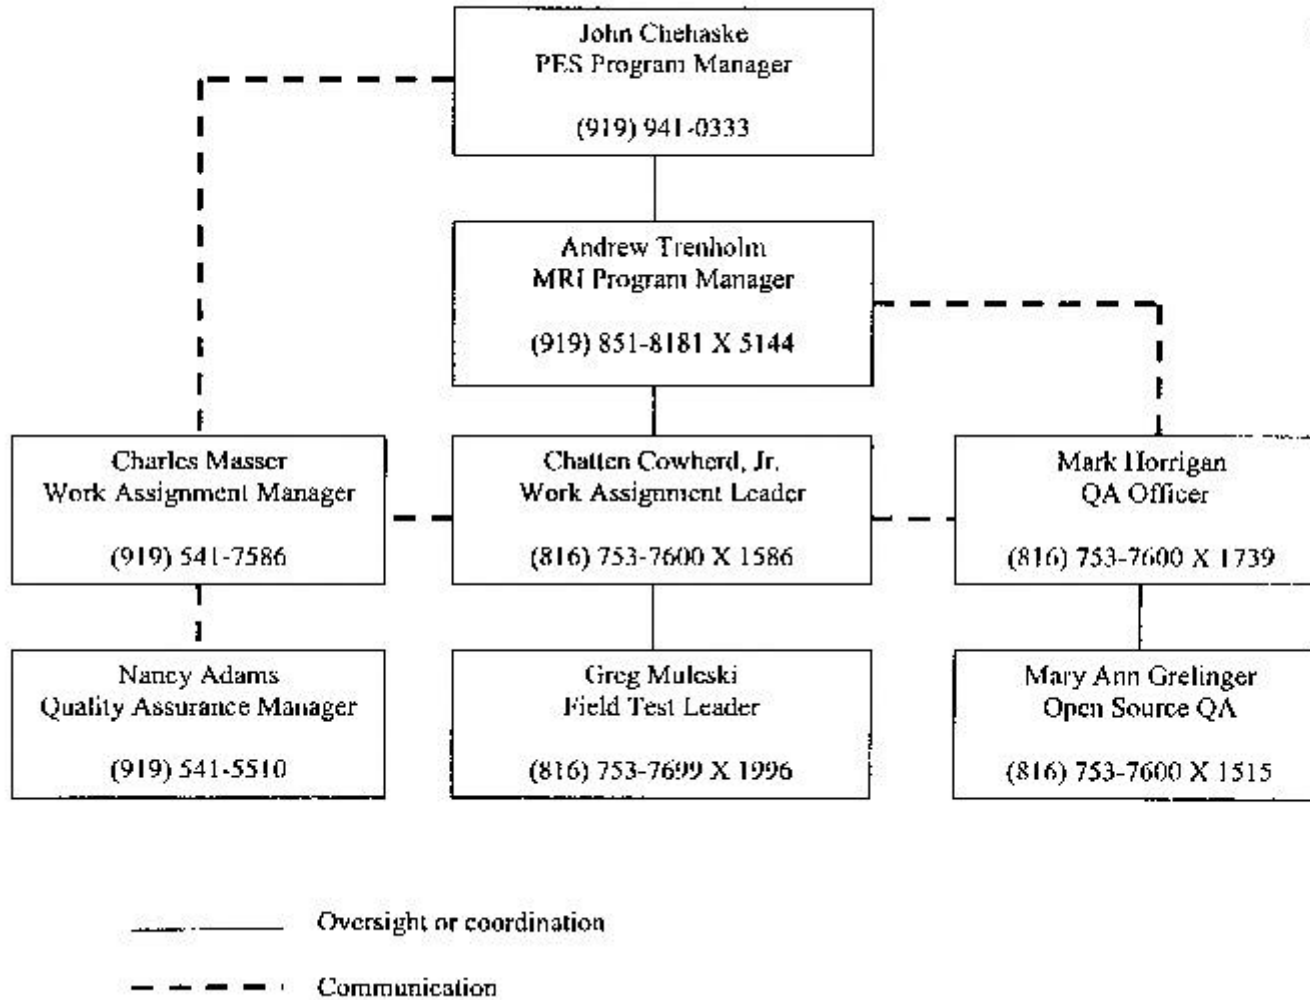 John Chehaske
PES Program Manager
(919) 941-0333
Andrew Trenholm
MRI Program Manager
(919) 851-8181 X 5144
Charles Masser
Work Assignment Manager
(919) 541-7586
Chatten Cowherd, Jr.
Work Assignment Leader
(816) 753-7600 X 1586
Mark Horrigan
QA Officer
(816) 753-7600 X 1739
Nancy Adams
Quality Assurance Manager
(919) 541-5510
Greg Muleski
Field Test Leader
(816) 753-7699 X 1996
Mary Ann Grelinger
Open Source QA
(816) 753-7600 X 1515
Oversight or coordination
Communication